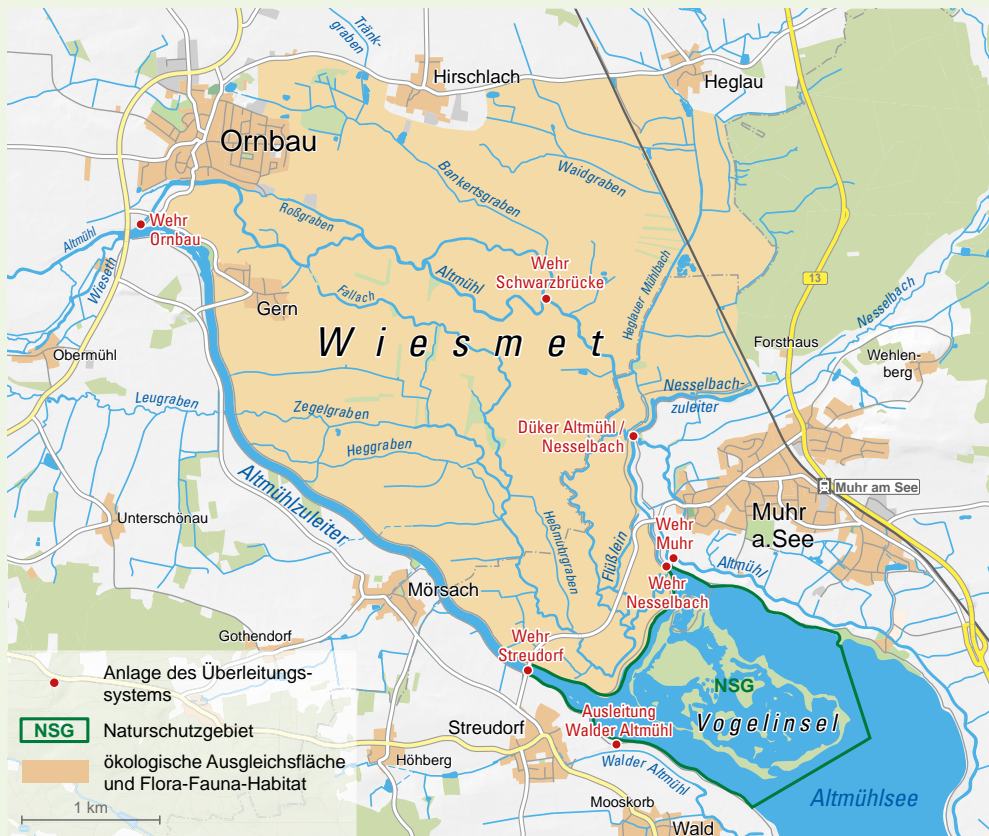 Tränk-
graben
Hirschlach
Heglau
Ornbau
Waidgraben
Bankertsgraben
Roßgraben
Wehr
Ornbau
Altmühl
Wieseth
Wehr
Schwarzbrücke
Altmühl
Heglauer Mühlbach
13
Nesselbach
Gern
Fallach
Wiesmet
Obermühl
Forsthaus
Wehlen-
berg
Leugraben
Zegelgraben
Heggraben
Nesselbach-
zuleiter
Düker Altmühl /
Nesselbach
Altmühlzuleiter
Muhr am See
Unterschönau
Muhr
a.See
Heßmuhrgraben
Flüßlein
Wehr
Muhr
Altmühl
Wehr
Nesselbach
Mörsach
Gothendorf
Wehr
Streudorf
NSG
Vogelinsel
Ausleitung
Walder Altmühl
Streudorf
Höhberg
Walder Altmühl
Altmühlsee
Mooskorb
Wald
Anlage des Überleitungs-
systems
NSG
Naturschutzgebiet
ökologische Ausgleichsfläche
und Flora-Fauna-Habitat
1 km